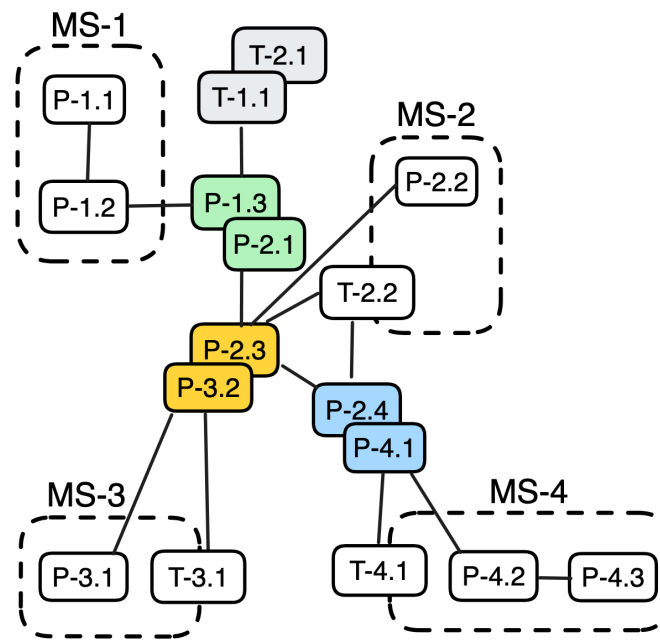 MS-1
T-2.1
P-1.1
T-1.1
MS-2
P-2.2
P-1.2
P-1.3
P-2.1
T-2.2
P-2.3
P-3.2
P-2.4
P-4.1
MS-3
MS-4
P-3.1
T-3.1
T-4.1
P-4.2
P-4.3